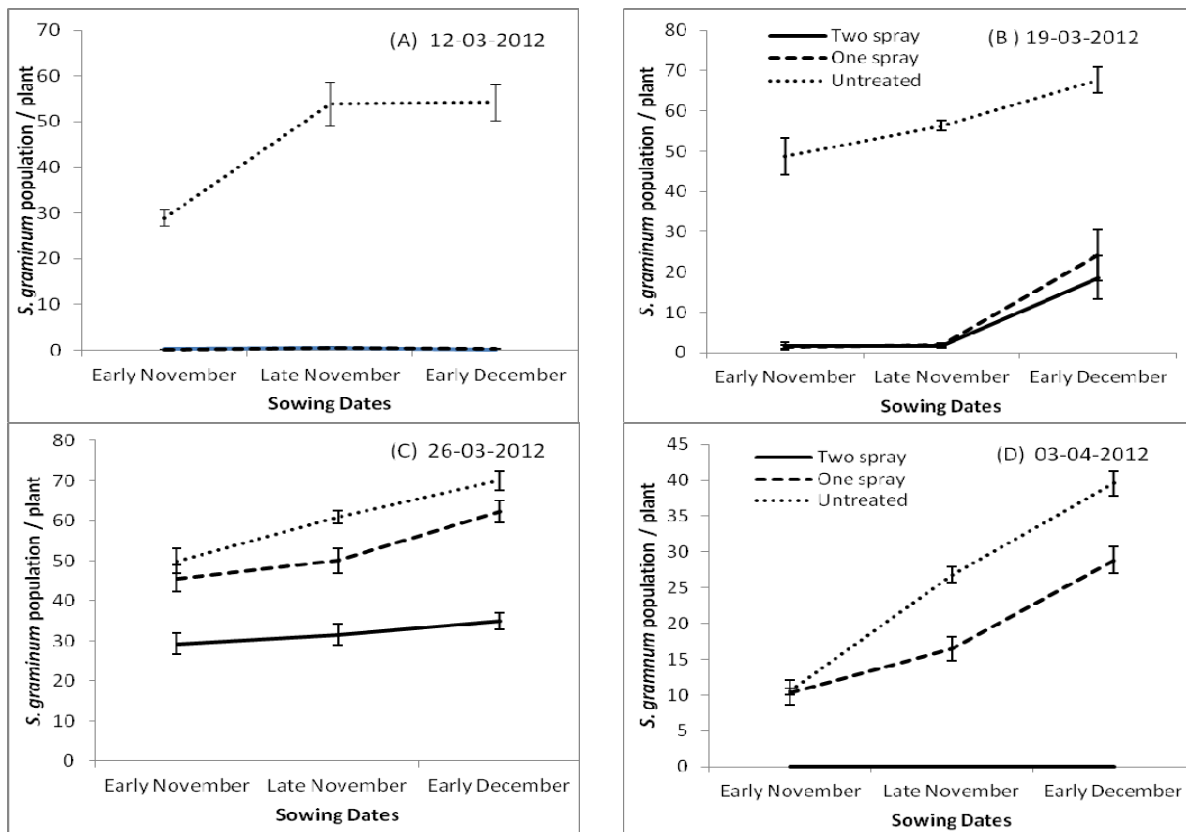 (A) 12-03-2012
S. graminum population / plant
70
60
50
40
30
20
10
0
Early November Late November Early December
Sowing Dates
(B ) 19-03-2012
Two spray
One spray
Untreated
S. graminum population / plant
80
70
60
50
40
30
20
10
0
Early November Late November Early December
Sowing Dates
(C) 26-03-2012
S. graminum population / plant
80
70
60
50
40
30
20
10
0
Early November Late November Early December
Sowing Dates
(D) 03-04-2012
Two spray
One spray
Untreated
S. gramnum population / plant
45
40
35
30
25
20
15
10
5
0
Early November Late November Early December
Sowing Dates